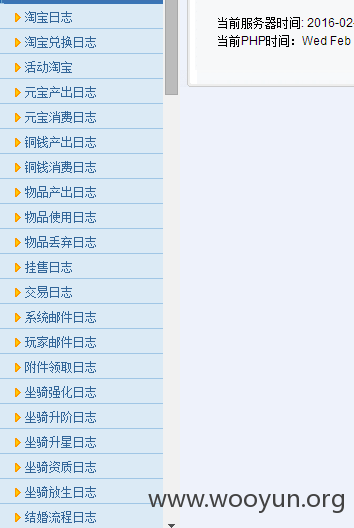 淘宝日志
淘宝兑换日志
活动淘宝
元宝产出日志
元宝消费日志
铜钱产出日志
铜钱消费日志
物品产出日志
物品使用日志
物品丢弃日志
挂售日志
交易日志
系统邮件日志
玩家邮件日志
附件领取日志
坐骑强化日志
坐骑升阶日志
坐骑升星日志
坐骑资质日志
坐骑放生日志
结婚流程日志
当前服务器时间: 2016-02-
当前PHP时间: Wed Feb
www.wooyun.org